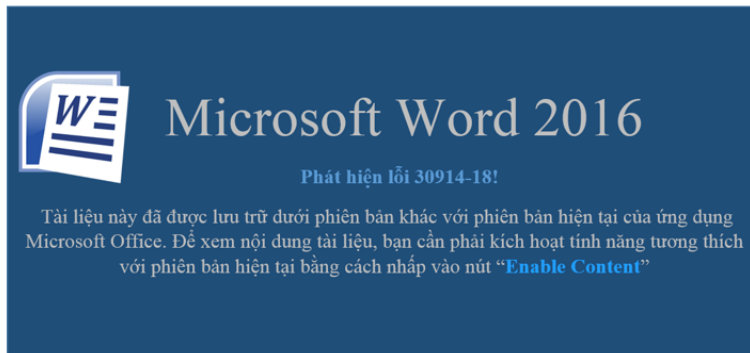 W
Microsoft Word 2016
Phát hiện lỗi 30914-18!
Tài liệu này đã được lưu trữ dưới phiên bản khác với phiên bản hiện tại của ứng dụng
Microsoft Office. Để xem nội dung tài liệu, bạn cần phải kích hoạt tính năng tương thích
với phiên bản hiện tại bằng cách nhấp vào nút “Enable Content”